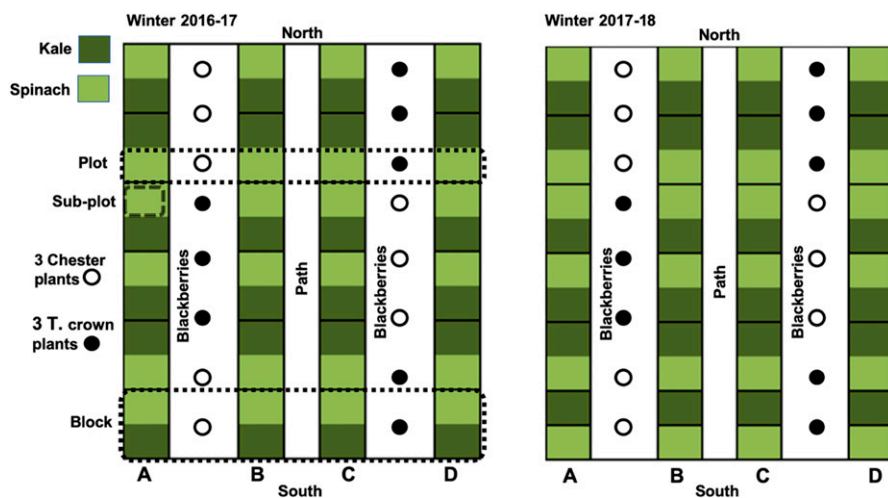 Winter 2016-17
North
Kale
Spinach
Plot
Sub-plot
3 Chester
plants
3 T. crown
plants
Block
Blackberries
Path
Blackberries
A B C D
South
Winter 2017-18
North
Blackberries
Path
Blackberries
A B C D
South